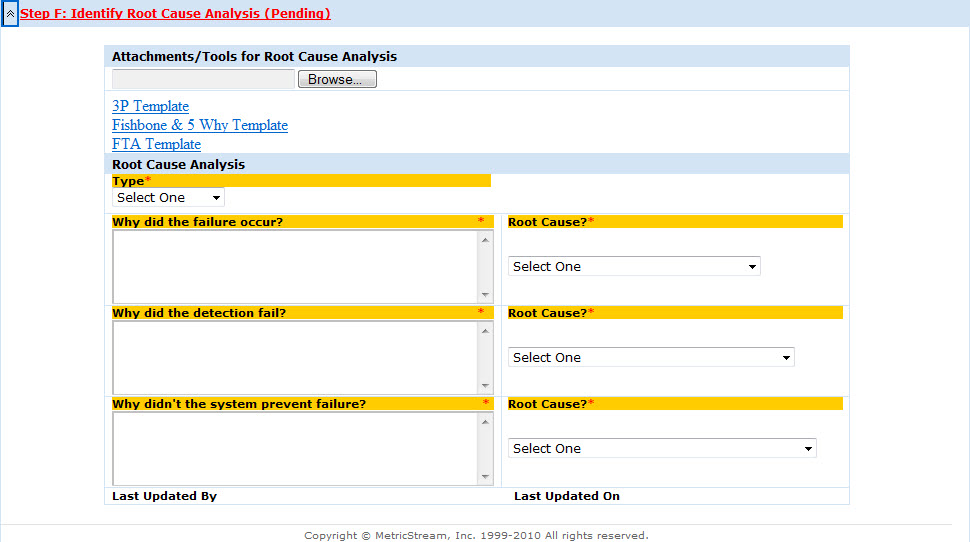 Step F: Identify Root Cause Analysis (Pending)
Attachments/Tools for Root Cause Analysis
Browse...
3P Template
Fishbone & 5 Why Template
FTA Template
Root Cause Analysis
Type*
Select One
Why did the failure occur? * Root Cause?*
Select One
Why did the detection fail? * Root Cause?*
Select One
Why didn't the system prevent failure? * Root Cause?*
Select One
Last Updated By Last Updated On
Copyright © MetricStream, Inc. 1999-2010 All rights reserved.